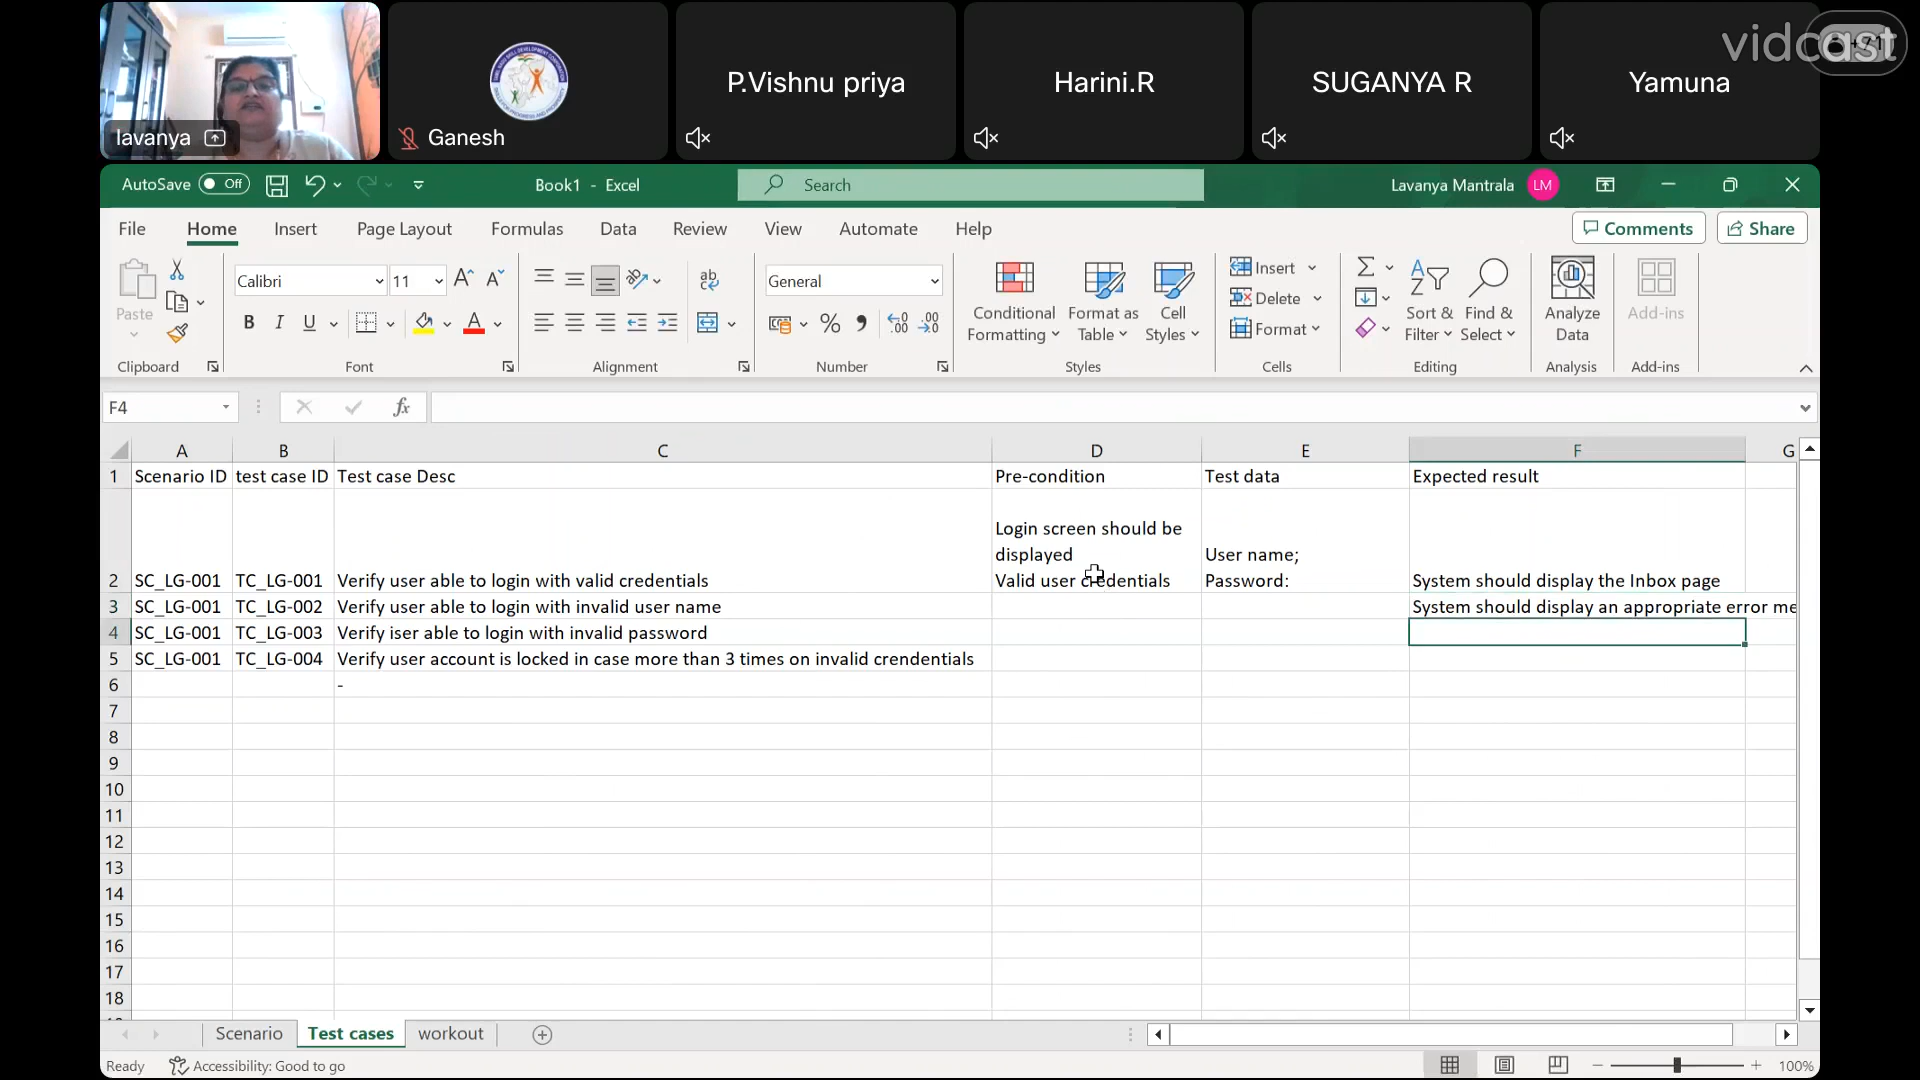 vidcast
+71
lavanya
Ganesh
P.Vishnu priya
Harini.R
SUGANYA R
Yamuna
AutoSave Off
Book1 - Excel
Search
Lavanya Mantrala LM
File Home Insert Page Layout Formulas Data Review View Automate Help
Comments Share
Paste
Clipboard
Calibri 11
B I U
Font
ab
Alignment
General
%
Number
Conditional Formatting
Format as Table
Cell Styles
Styles
Insert
Delete
Format
Cells
Sort & Filter
Find & Select
Editing
Analyze Data
Analysis
Add-ins
Add-ins
F4
fx
A B C D E F G
1 Scenario ID test case ID Test case Desc Pre-condition Test data Expected result
Login screen should be
displayed User name;
2 SC_LG-001 TC_LG-001 Verify user able to login with valid credentials Valid user credentials Password: System should display the Inbox page
3 SC_LG-001 TC_LG-002 Verify user able to login with invalid user name System should display an appropriate error me
4 SC_LG-001 TC_LG-003 Verify iser able to login with invalid password
5 SC_LG-001 TC_LG-004 Verify user account is locked in case more than 3 times on invalid crendentials
6 -
7
8
9
10
11
12
13
14
15
16
17
18
Scenario Test cases workout
Ready Accessibility: Good to go 100%